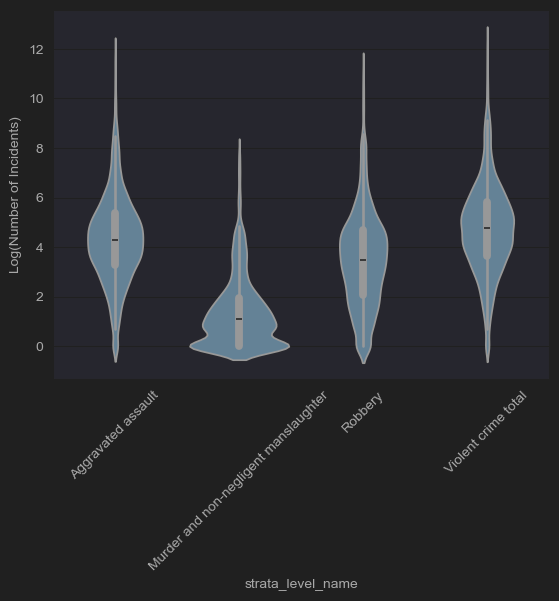 Log(Number of Incidents)
12
10
8
6
4
2
0
Aggravated assault
Murder and non-negligent manslaughter
Robbery
Violent crime total
strata_level_name